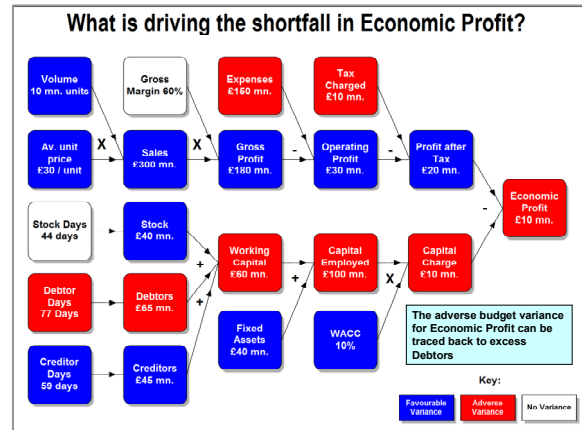 What is driving the shortfall in Economic Profit?
Volume
10 mn. units
Gross
Margin 60%
Expenses
£150 mn.
Tax
Charged
£10 mn.
Av. unit
price
£30 / unit
X
Sales
£300 mn.
X
Gross
Profit
£180 mn.
-
Operating
Profit
£30 mn.
-
Profit after
Tax
£20 mn.
Economic
Profit
£10 mn.
-
Stock Days
44 days
Stock
£40 mn.
+
Working
Capital
£60 mn.
+
Capital
Employed
£100 mn.
X
Capital
Charge
£10 mn.
Debtor
Days
77 Days
Debtors
£65 mn.
+
Fixed
Assets
£40 mn.
WACC
10%
The adverse budget variance
for Economic Profit can be
traced back to excess
Debtors
Creditor
Days
59 days
Creditors
£45 mn.
Key:
Favourable
Variance
Adverse
Variance
No Variance